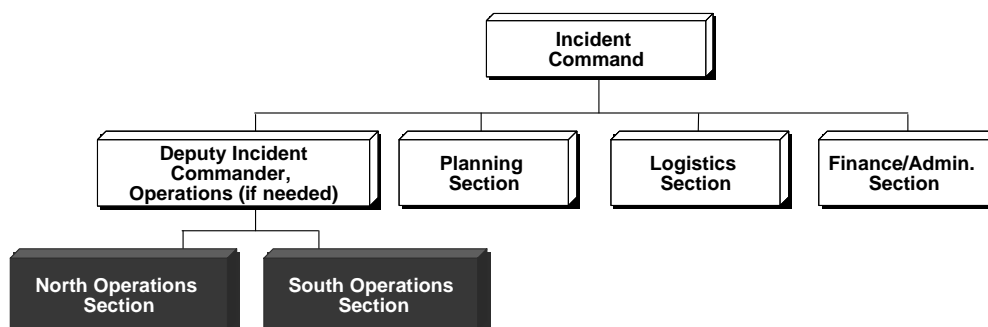 Incident
Command
Deputy Incident
Commander,
Operations (if needed)
Planning
Section
Logistics
Section
Finance/Admin.
Section
North Operations
Section
South Operations
Section